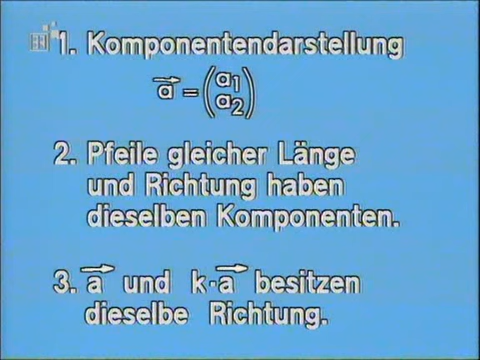 1. Komponentendarstellung
a⃗ = (a₁
a₂)
2. Pfeile gleicher Länge
und Richtung haben
dieselben Komponenten.
3. a⃗ und k·a⃗ besitzen
dieselbe Richtung.